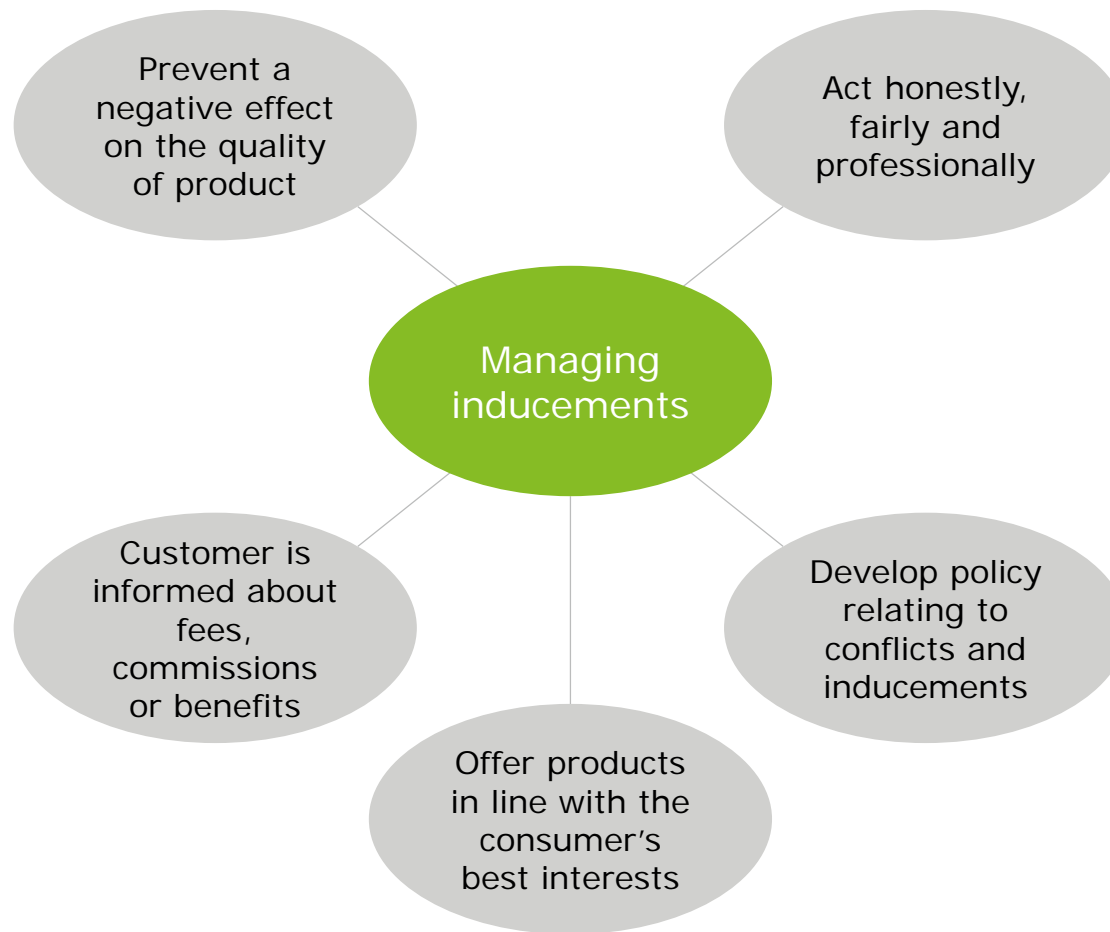 Prevent a
negative effect
on the quality
of product
Act honestly,
fairly and
professionally
Managing
inducements
Customer is
informed about
fees,
commissions
or benefits
Develop policy
relating to
conflicts and
inducements
Offer products
in line with the
consumer’s
best interests